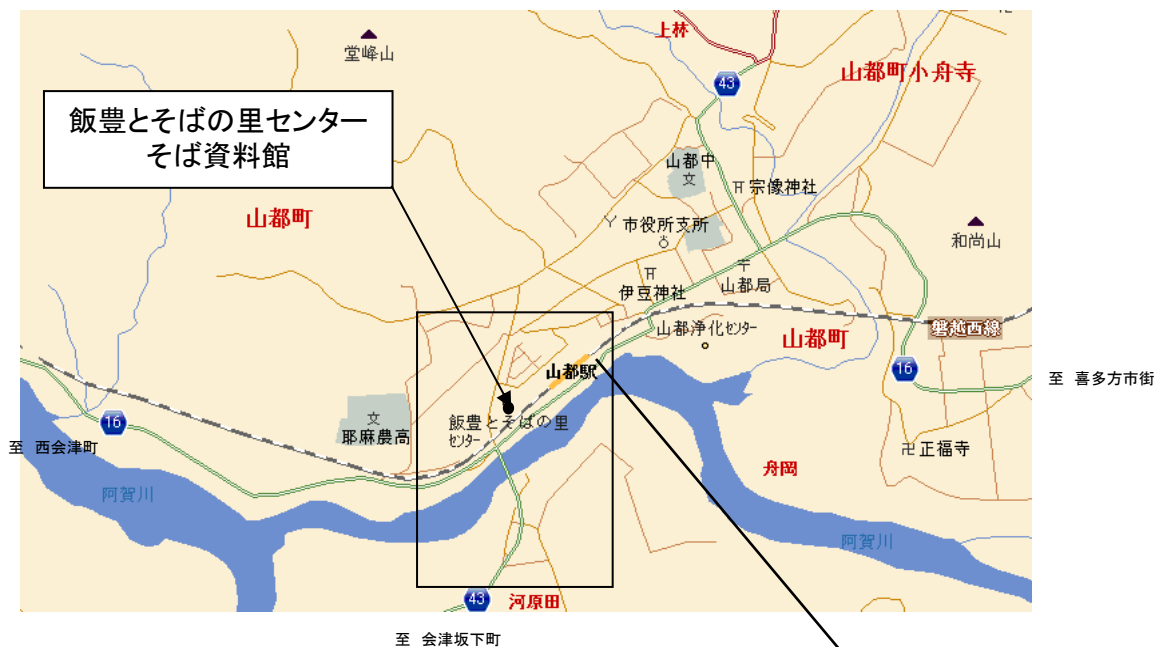 上林
堂峰山
43
山都町小舟寺
飯豊とそばの里センター
そば資料館
山都中
文
宗像神社
山都町
市役所支所
和尚山
山都局
伊豆神社
山都浄化センター
山都町
磐越西線
山都駅
16
至 喜多方市街
文
耶麻農高
飯豊とそばの里
センター
16
至 西会津町
正福寺
舟岡
阿賀川
阿賀川
43
河原田
至 会津坂下町